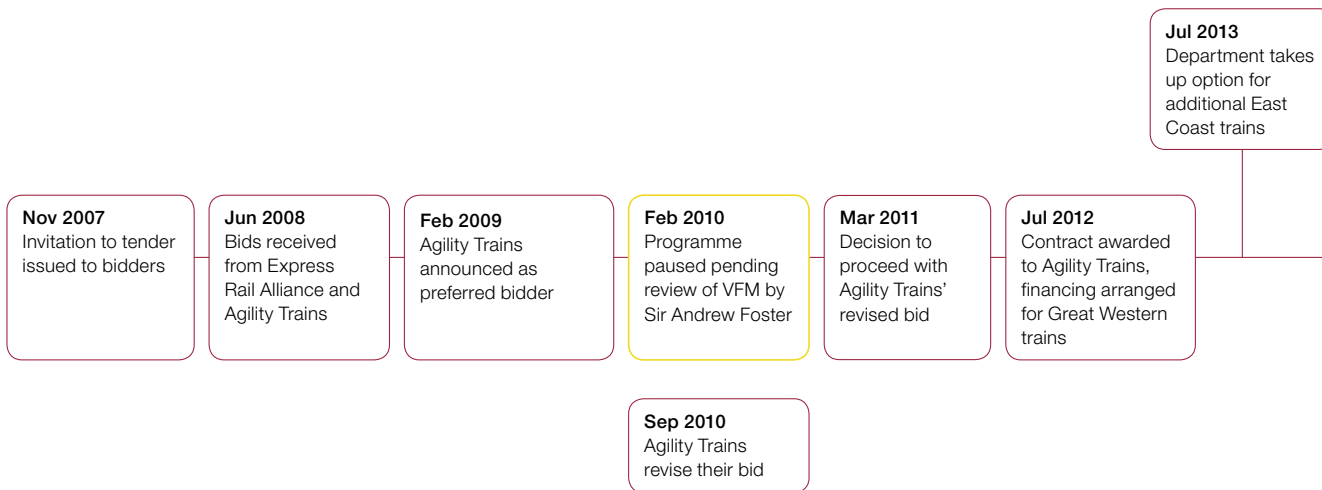 Jul 2013
Department takes
up option for
additional East
Coast trains
Nov 2007
Invitation to tender
issued to bidders
Jun 2008
Bids received
from Express
Rail Alliance and
Agility Trains
Feb 2009
Agility Trains
announced as
preferred bidder
Feb 2010
Programme
paused pending
review of VFM by
Sir Andrew Foster
Mar 2011
Decision to
proceed with
Agility Trains’
revised bid
Jul 2012
Contract awarded
to Agility Trains,
financing arranged
for Great Western
trains
Sep 2010
Agility Trains
revise their bid